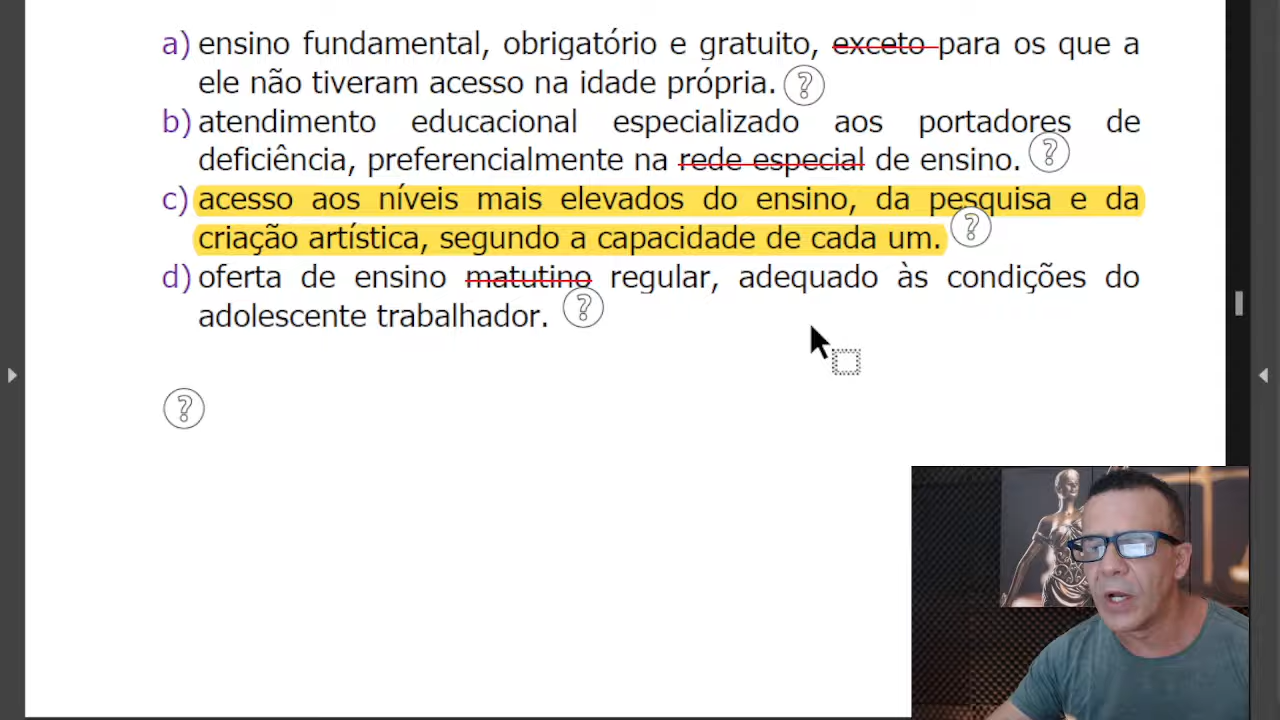 a) ensino fundamental, obrigatório e gratuito, exceto para os que a
ele não tiveram acesso na idade própria. ?
b) atendimento educacional especializado aos portadores de
deficiência, preferencialmente na rede especial de ensino. ?
c) acesso aos níveis mais elevados do ensino, da pesquisa e da
criação artística, segundo a capacidade de cada um. ?
d) oferta de ensino matutino regular, adequado às condições do
adolescente trabalhador. ?
?